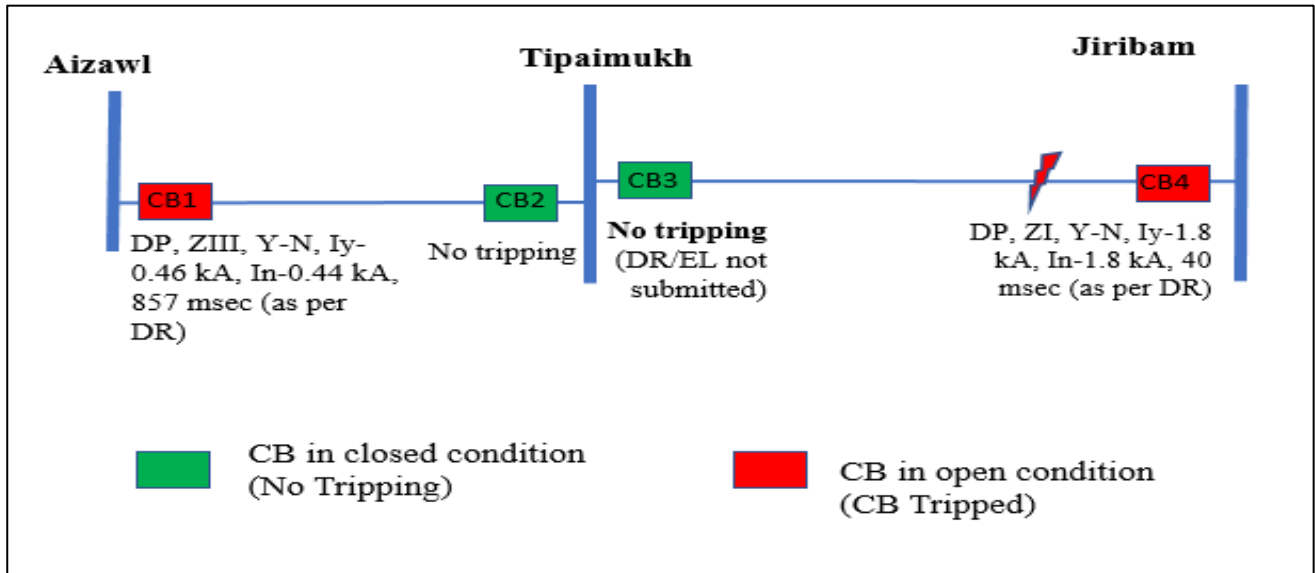 Aizawl
Tipaimukh
Jiribam
CB1
CB2
CB3
CB4
DP, ZIII, Y-N, Iy-
0.46 kA, In-0.44 kA,
857 msec (as per
DR)
No tripping
No tripping
(DR/EL not
submitted)
DP, ZI, Y-N, Iy-1.8
kA, In-1.8 kA, 40
msec (as per DR)
CB in closed condition
(No Tripping)
CB in open condition
(CB Tripped)